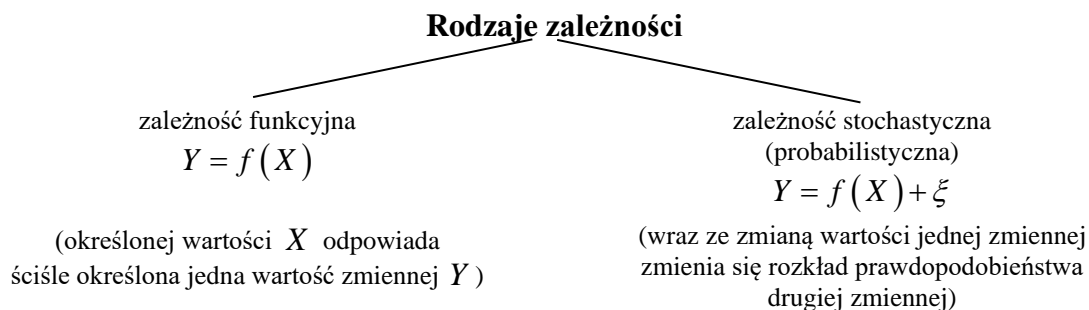 Rodzaje zależności
zależność funkcyjna
Y = f(X)
(określonej wartości X odpowiada
ściśle określona jedna wartość zmiennej Y)
zależność stochastyczna
(probabilistyczna)
Y = f(X) + ξ
(wraz ze zmianą wartości jednej zmiennej
zmienia się rozkład prawdopodobieństwa
drugiej zmiennej)